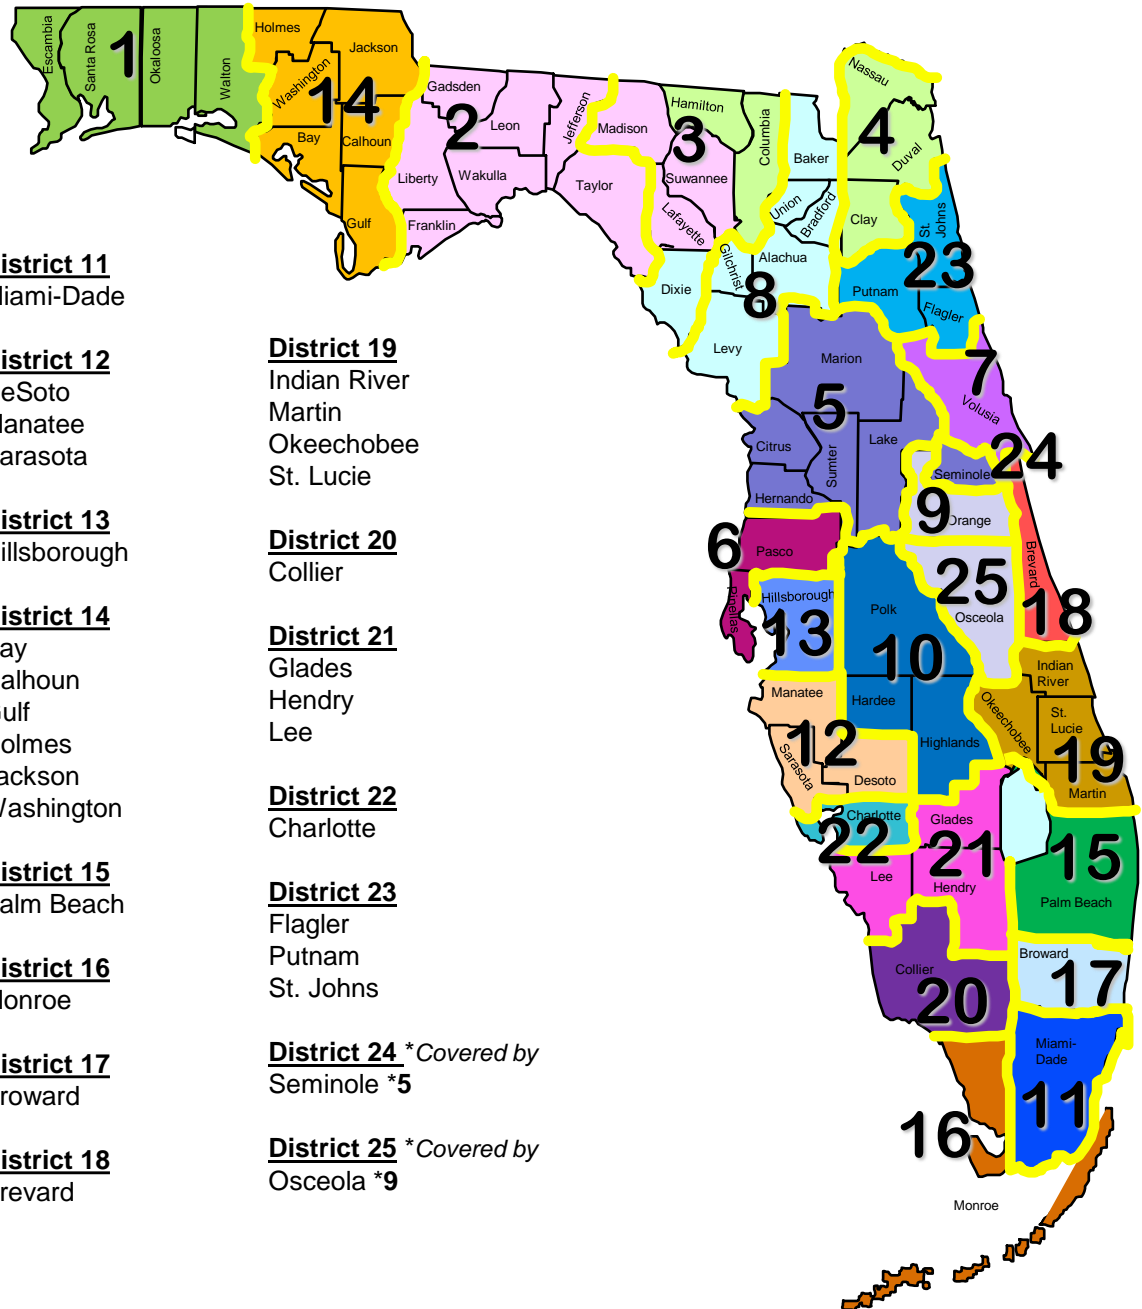 Escambia
Santa Rosa
1
Okaloosa
Walton
Holmes
Jackson
Washington
14
Bay
Calhoun
Gulf
Gadsden
2
Leon
Jefferson
Liberty
Wakulla
Franklin
Madison
Taylor
Hamilton
3
Suwannee
Lafayette
Columbia
Baker
Union
Bradford
Nassau
4
Duval
Clay
St. Johns
23
Putnam
Flagler
Gilchrist
Alachua
8
Dixie
Levy
Marion
5
Citrus
Sumter
Lake
Hernando
7
Volusia
24
Seminole
9
Orange
6
Pasco
Pinellas
Hillsborough
13
Polk
10
Brevard
25
Osceola
18
Indian
River
Manatee
Hardee
Okeechobee
St.
Lucie
12
Sarasota
Desoto
Highlands
19
Martin
Charlotte
22
Glades
21
Lee
Hendry
15
Palm Beach
Collier
20
Broward
17
Miami-
Dade
11
16
Monroe
istrict 11
iami-Dade
istrict 12
eSoto
anatee
arasota
istrict 13
illsborough
istrict 14
ay
alhoun
ulf
olmes
ackson
ashington
istrict 15
alm Beach
istrict 16
onroe
istrict 17
roward
istrict 18
revard
District 19
Indian River
Martin
Okeechobee
St. Lucie
District 20
Collier
District 21
Glades
Hendry
Lee
District 22
Charlotte
District 23
Flagler
Putnam
St. Johns
District 24 *Covered by
Seminole *5
District 25 *Covered by
Osceola *9